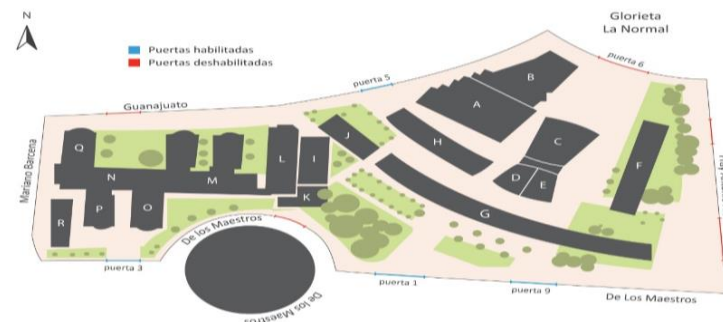 N
Glorieta
La Normal
Puertas habilitadas
Puertas deshabilitadas
puerta 6
puerta 5
Guanajuato
Mariano Barcena
B
A
C
J
H
Q
L
I
F
N
M
D
E
K
R
P
O
G
De los Maestros
puerta 3
puerta 1
puerta 9
De Los Maestros
De los Maestros